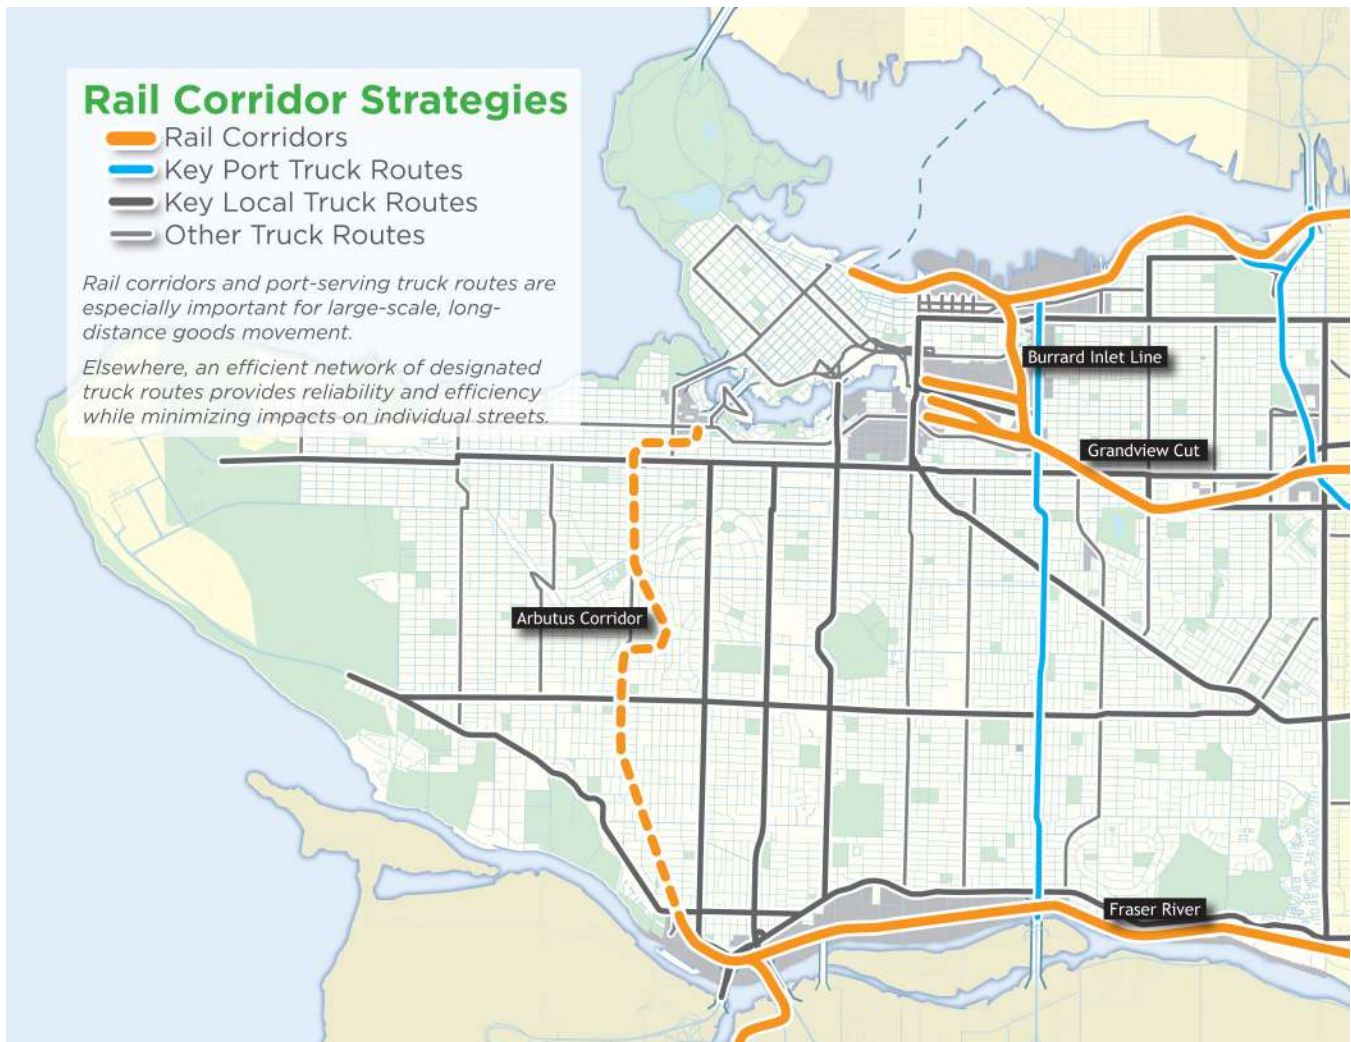 Rail Corridor Strategies
Rail Corridors
Key Port Truck Routes
Key Local Truck Routes
Other Truck Routes
Rail corridors and port-serving truck routes are
especially important for large-scale, long-
distance goods movement.
Elsewhere, an efficient network of designated
truck routes provides reliability and efficiency
while minimizing impacts on individual streets.
Burrard Inlet Line
Grandview Cut
Arbutus Corridor
Fraser River